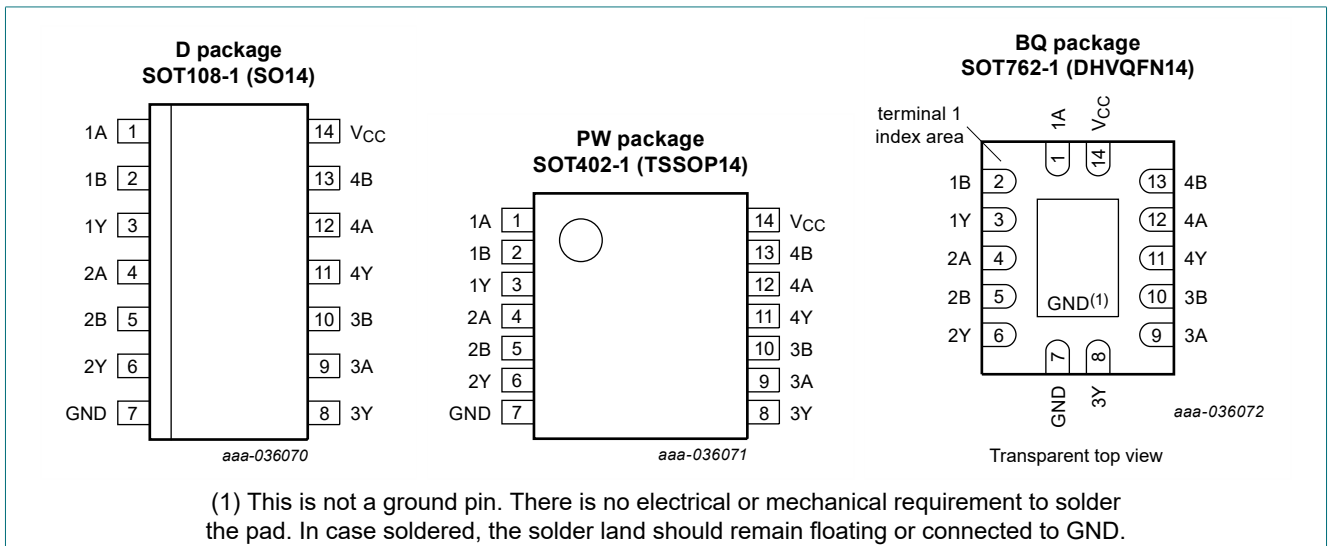 D package
SOT108-1 (SO14)
1A 1
14 VCC
1B 2
13 4B
1Y 3
12 4A
2A 4
11 4Y
2B 5
10 3B
2Y 6
9 3A
GND 7
8 3Y
aaa-036070
PW package
SOT402-1 (TSSOP14)
1A 1
14 VCC
1B 2
13 4B
1Y 3
12 4A
2A 4
11 4Y
2B 5
10 3B
2Y 6
9 3A
GND 7
8 3Y
aaa-036071
BQ package
SOT762-1 (DHVQFN14)
terminal 1
index area
1A
VCC
1
14
1B 2
13 4B
1Y 3
12 4A
2A 4
11 4Y
2B 5
10 3B
GND(1)
2Y 6
9 3A
7
8
GND
3Y
aaa-036072
Transparent top view
(1) This is not a ground pin. There is no electrical or mechanical requirement to solder
the pad. In case soldered, the solder land should remain floating or connected to GND.